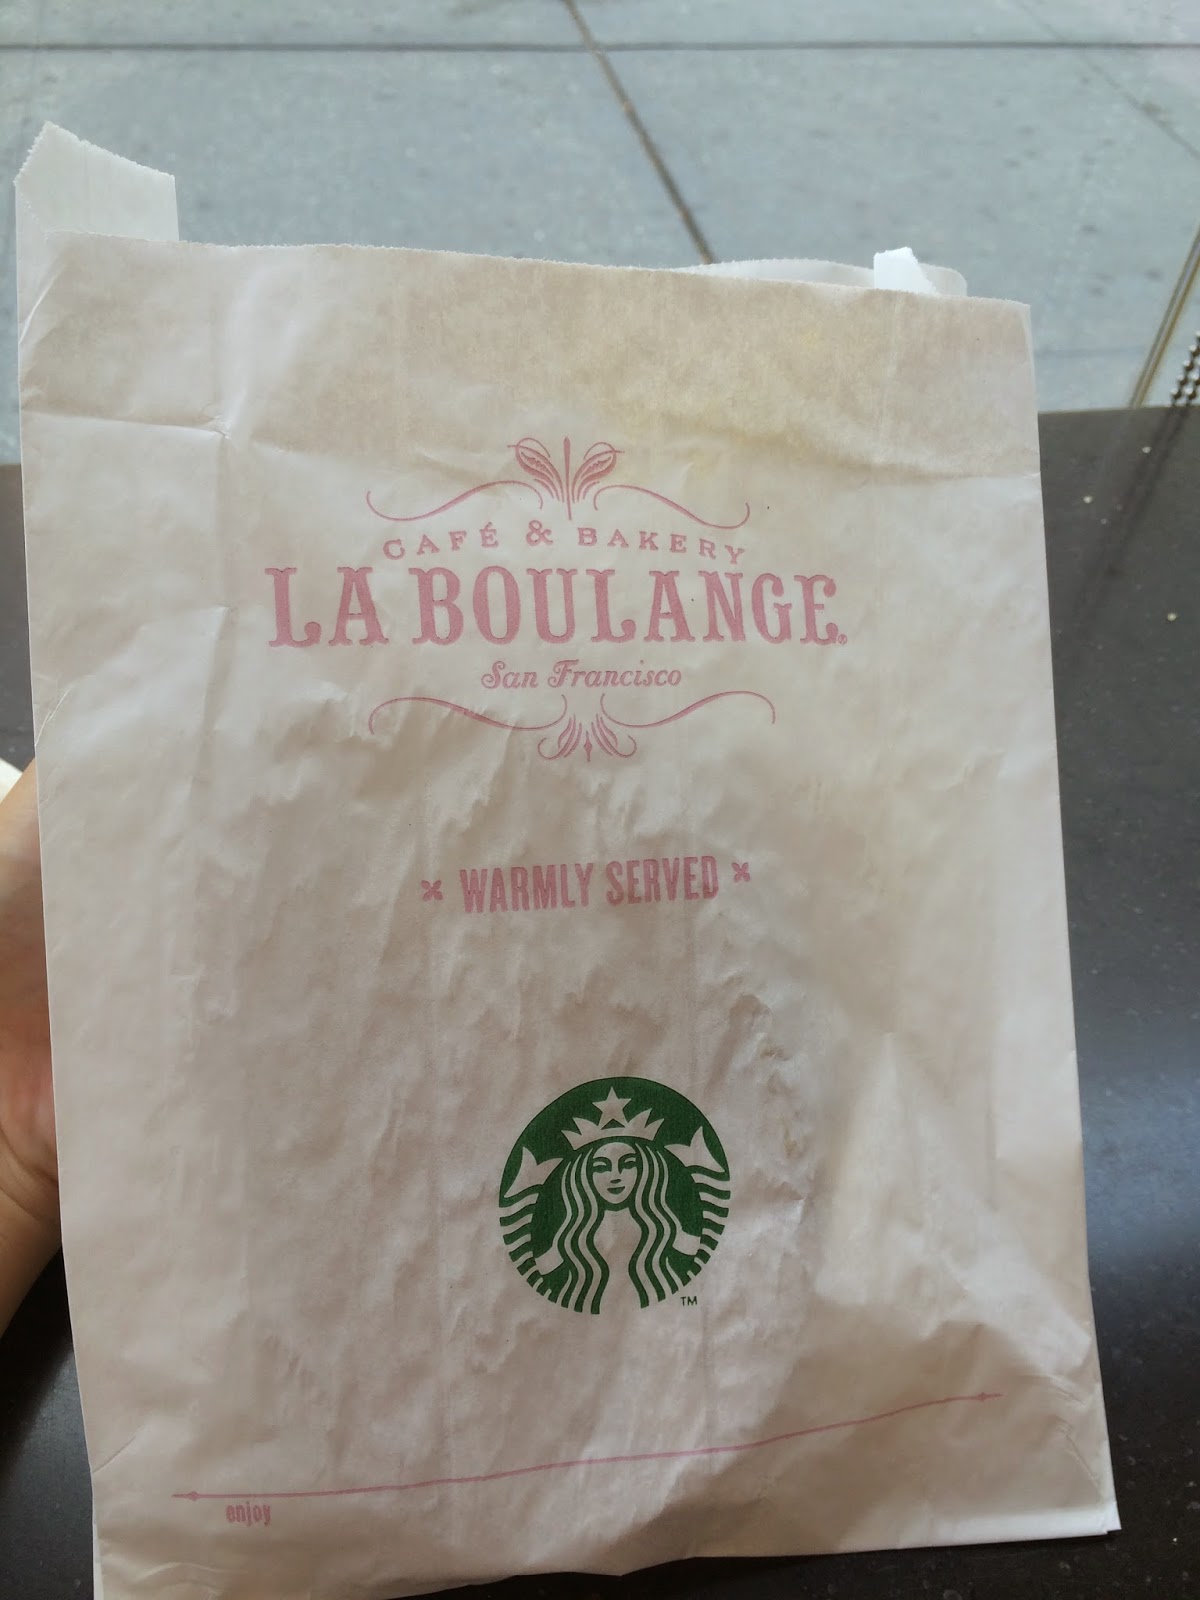 CAFÉ & BAKERY
LA BOULANGE®
San Francisco
WARMLY SERVED
TM
enjoy